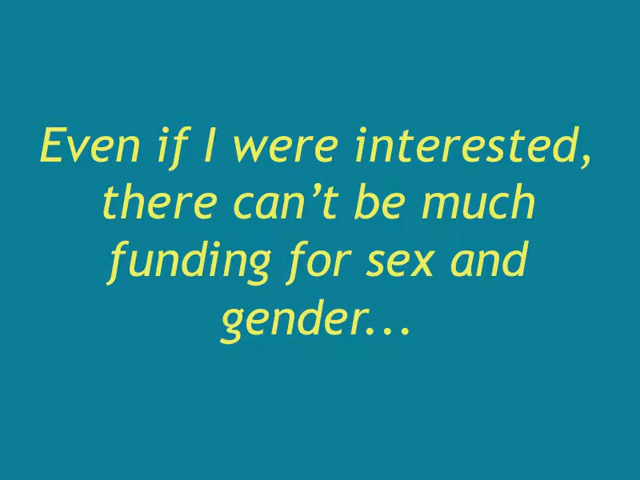 Even if I were interested,
there can’t be much
funding for sex and
gender...